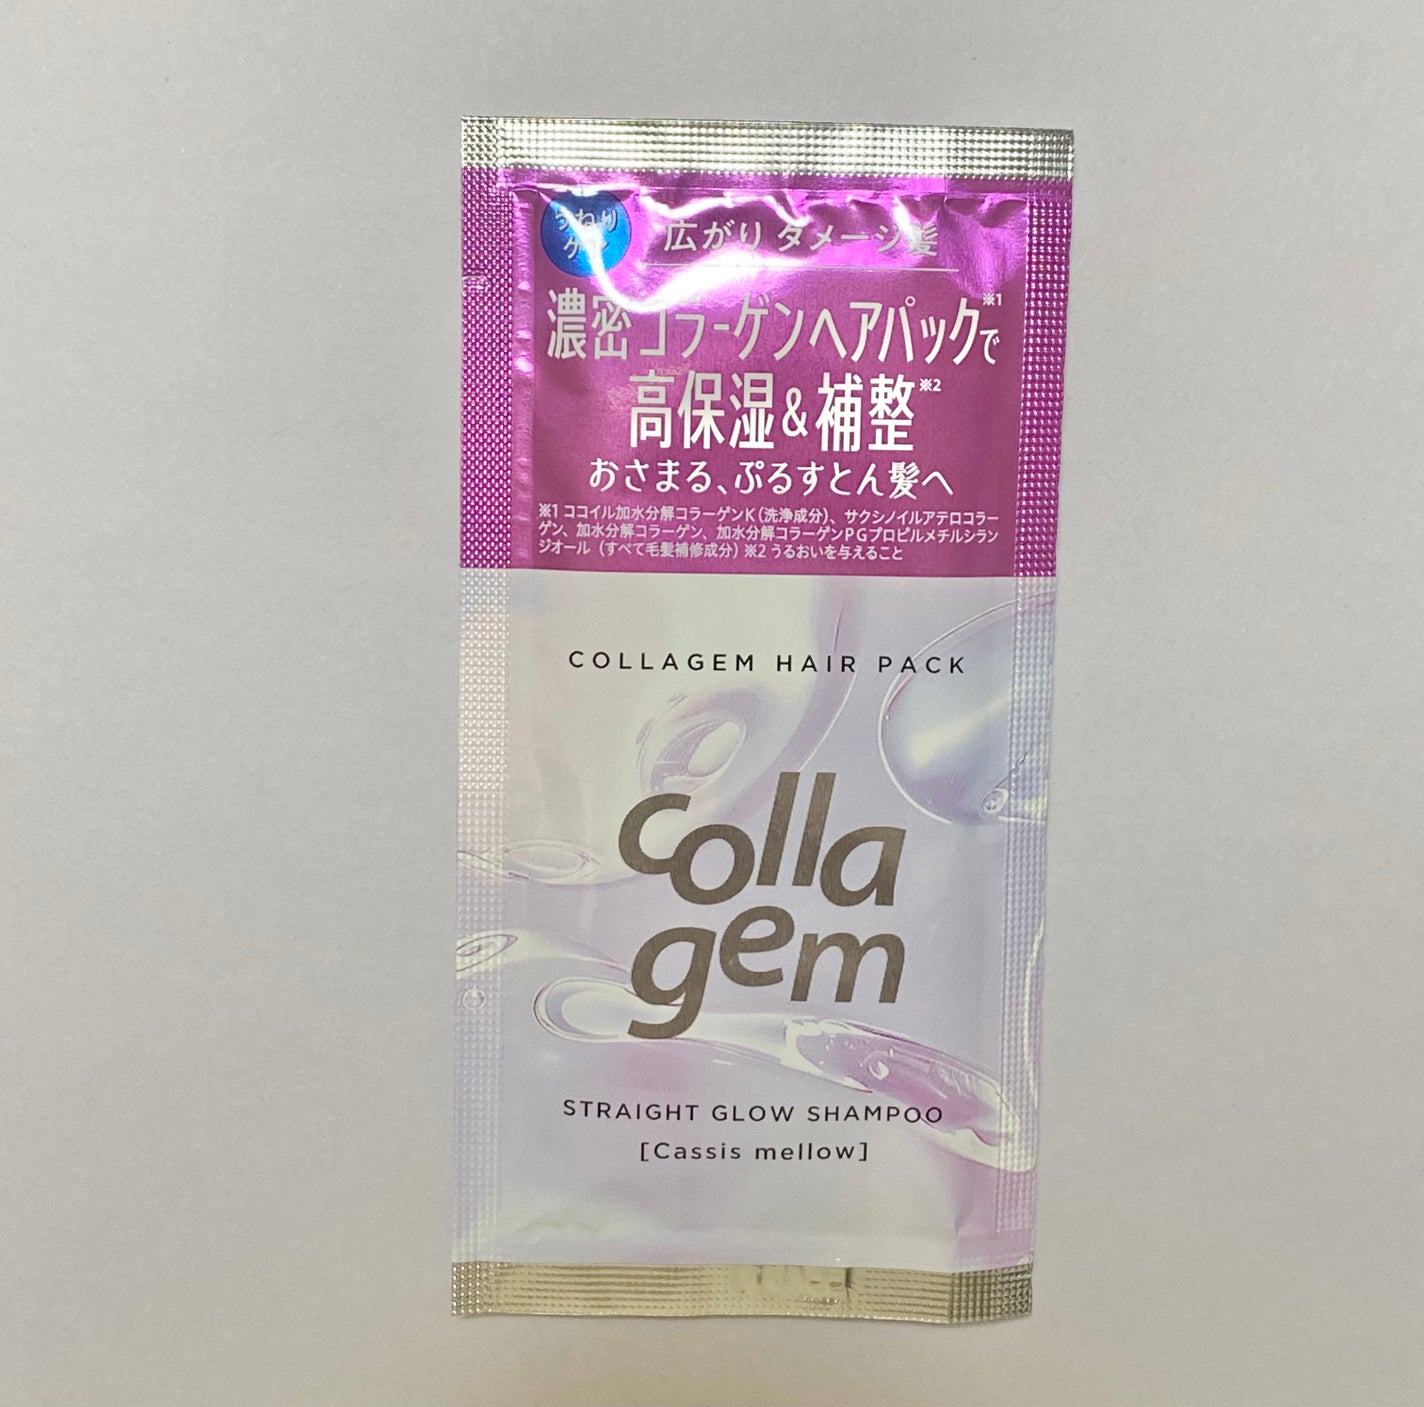 うねり
ケア
広がり ダメージ髪
濃密コラーゲンヘアパック※1で
高保湿&補整※2
おさまる、ぷるすとん髪へ
※1 ココイル加水分解コラーゲンK(洗浄成分)、サクシノイルアテロコラー
ゲン、加水分解コラーゲン、加水分解コラーゲンPGプロピルメチルシラン
ジオール (すべて毛髪補修成分) ※2 うるおいを与えること
COLLAGEM HAIR PACK
colla
gem
STRAIGHT GLOW SHAMPOO
[Cassis mellow]